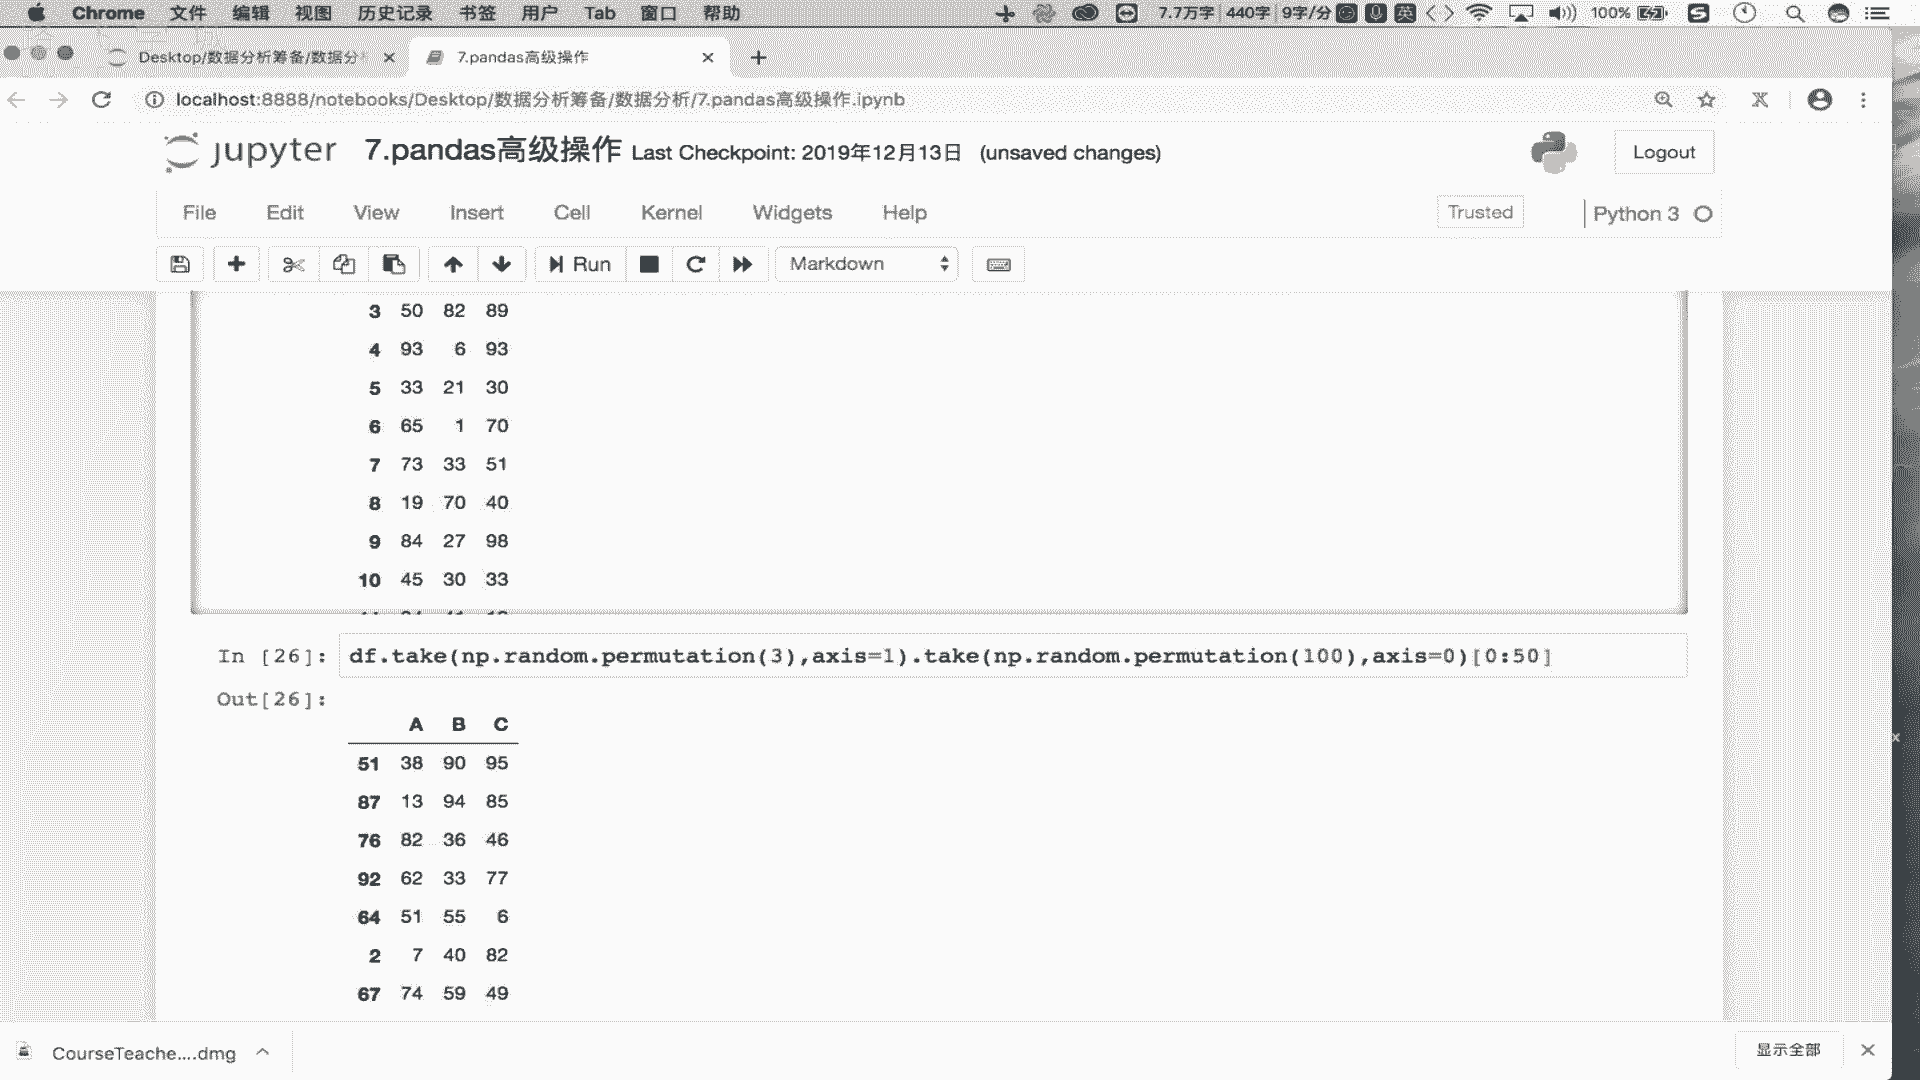 Chrome 文件 编辑 视图 历史记录 书签 用户 Tab 窗口 帮助 7.7万字 440字 9字/分 英 100%
Desktop/数据分析筹备/数据分 7.pandas高级操作
localhost:8888/notebooks/Desktop/数据分析筹备/数据分析/7.pandas高级操作.ipynb
jupyter 7.pandas高级操作 Last Checkpoint: 2019年12月13日 (unsaved changes) Logout
File Edit View Insert Cell Kernel Widgets Help Trusted Python 3
Run Markdown
3 50 82 89
4 93 6 93
5 33 21 30
6 65 1 70
7 73 33 51
8 19 70 40
9 84 27 98
10 45 30 33
In [26]: df.take(np.random.permutation(3),axis=1).take(np.random.permutation(100),axis=0)[0:50]
Out[26]:
A B C
51 38 90 95
87 13 94 85
76 82 36 46
92 62 33 77
64 51 55 6
2 7 40 82
67 74 59 49
CourseTeache....dmg 显示全部